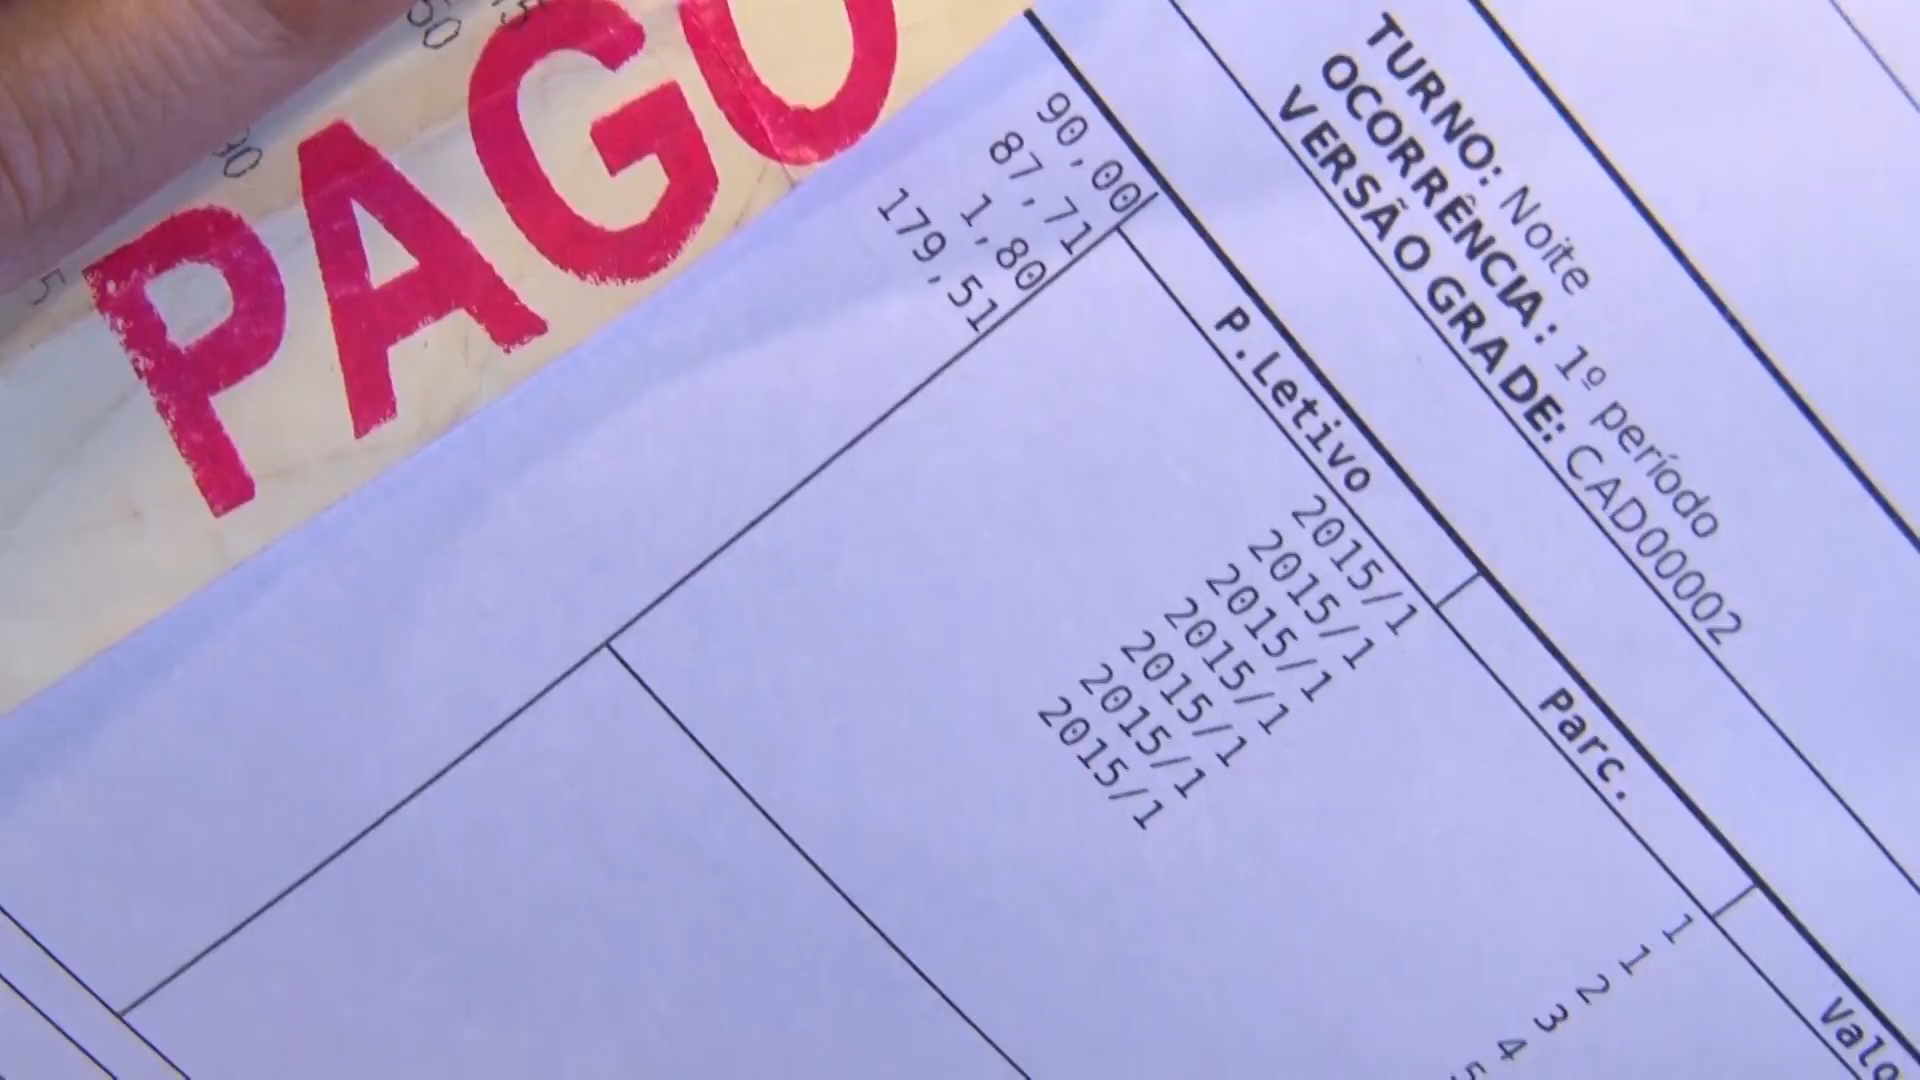 PAGO
TURNO: Noite
OCORRÊNCIA: 1º período
VERSÃO GRADE: CAD00002
90,00
87,71
1,80
179,51
P.Letivo Parc. Valo
2015/1 1
2015/1 1
2015/1 2
2015/1 3
2015/1 4
2015/1 5
2015/1